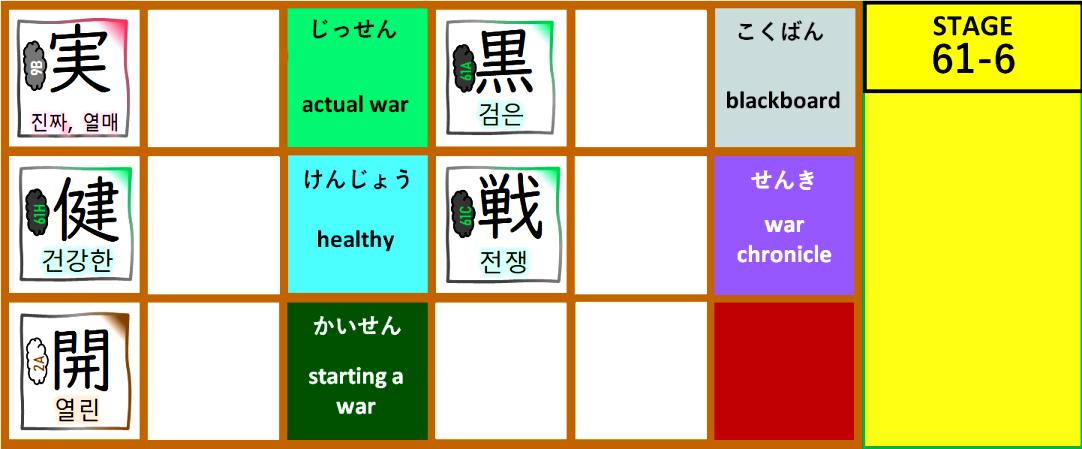 9B
実
진짜, 열매
じっせん
actual war
61A
黒
검은
こくばん
blackboard
STAGE
61-6
61H
健
건강한
けんじょう
healthy
61C
戦
전쟁
せんき
war
chronicle
2A
開
열린
かいせん
starting a
war